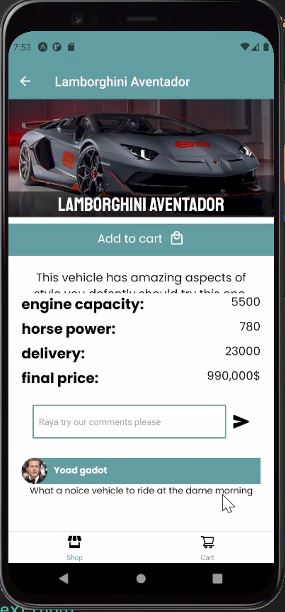 7:53
Lamborghini Aventador
LAMBORGHINI AVENTADOR
Add to cart
This vehicle has amazing aspects of
style you defently should try this one
engine capacity: 5500
horse power: 780
delivery: 23000
final price: 990,000$
Raya try our comments please
Yoad gadot
What a noice vehicle to ride at the dame morning
Shop
Cart